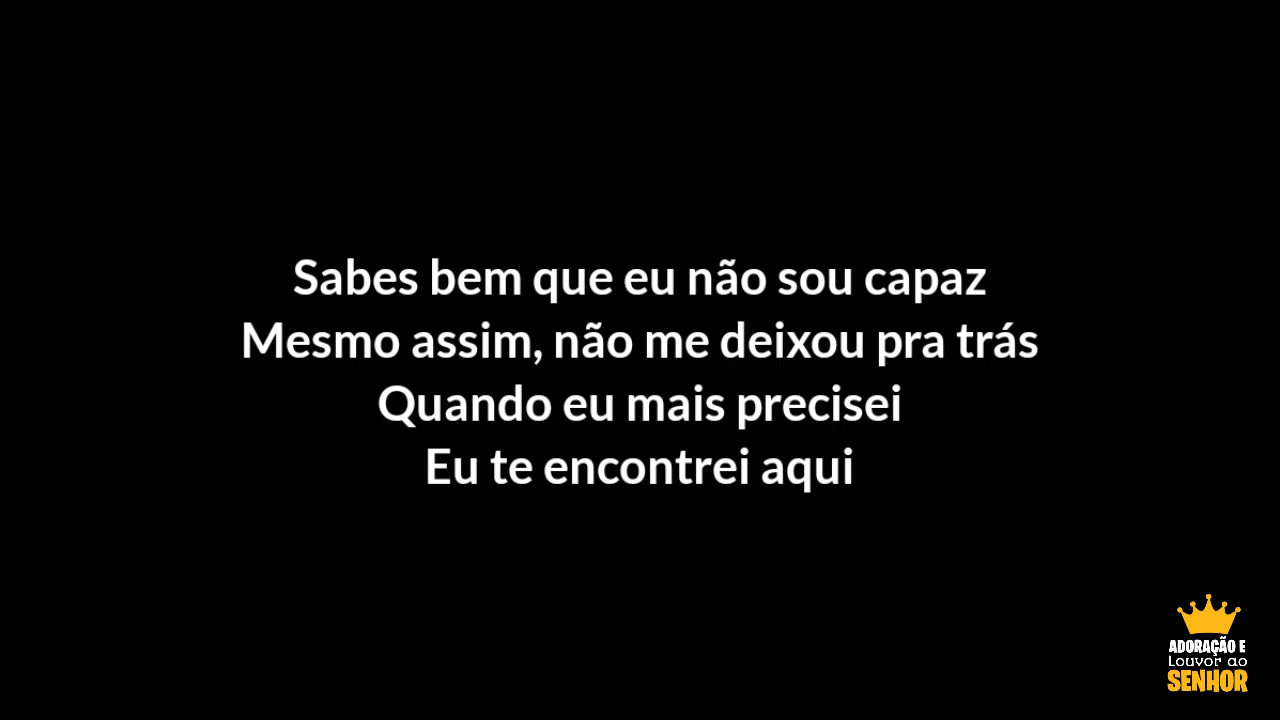 Sabes bem que eu não sou capaz
Mesmo assim, não me deixou pra trás
Quando eu mais precisei
Eu te encontrei aqui
ADORAÇÃO E
Louvor ao
SENHOR